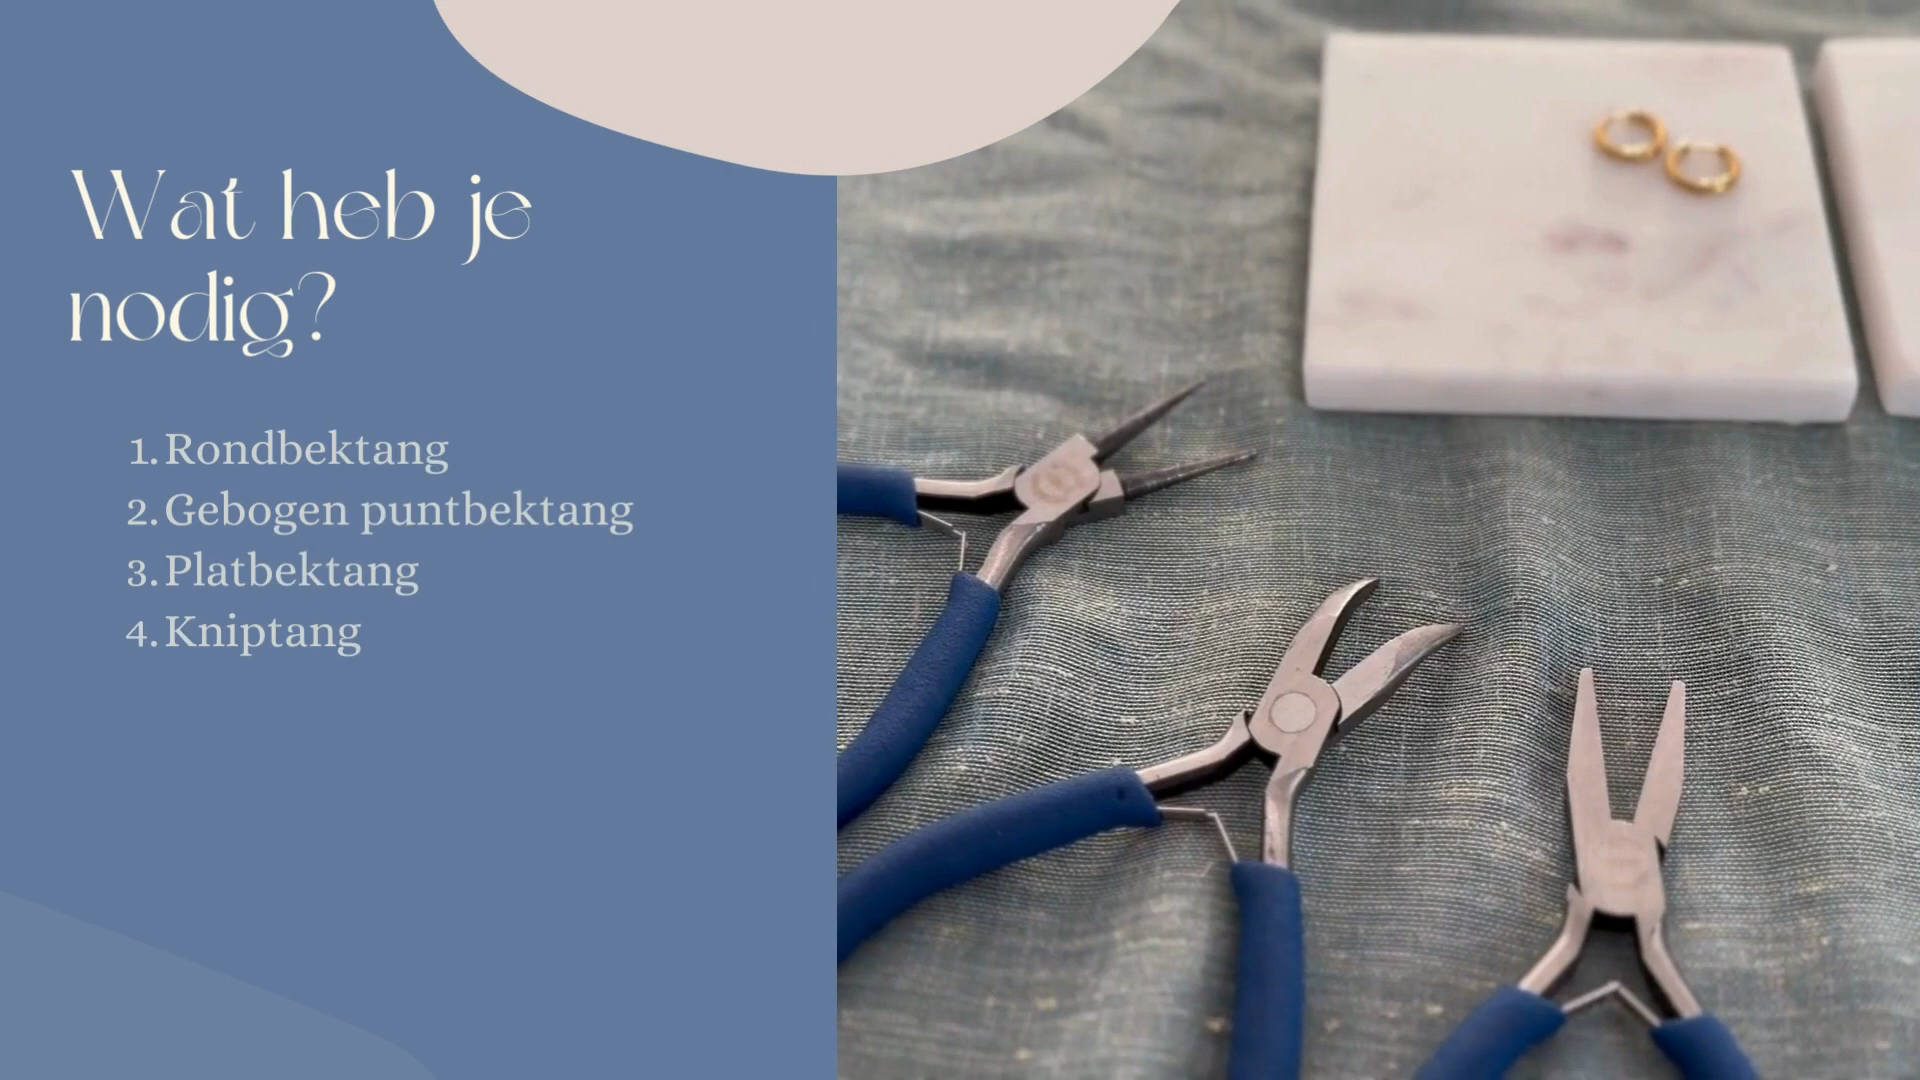 Wat heb je
nodig?
1. Rondbektang
2. Gebogen puntbektang
3. Platbektang
4. Kniptang